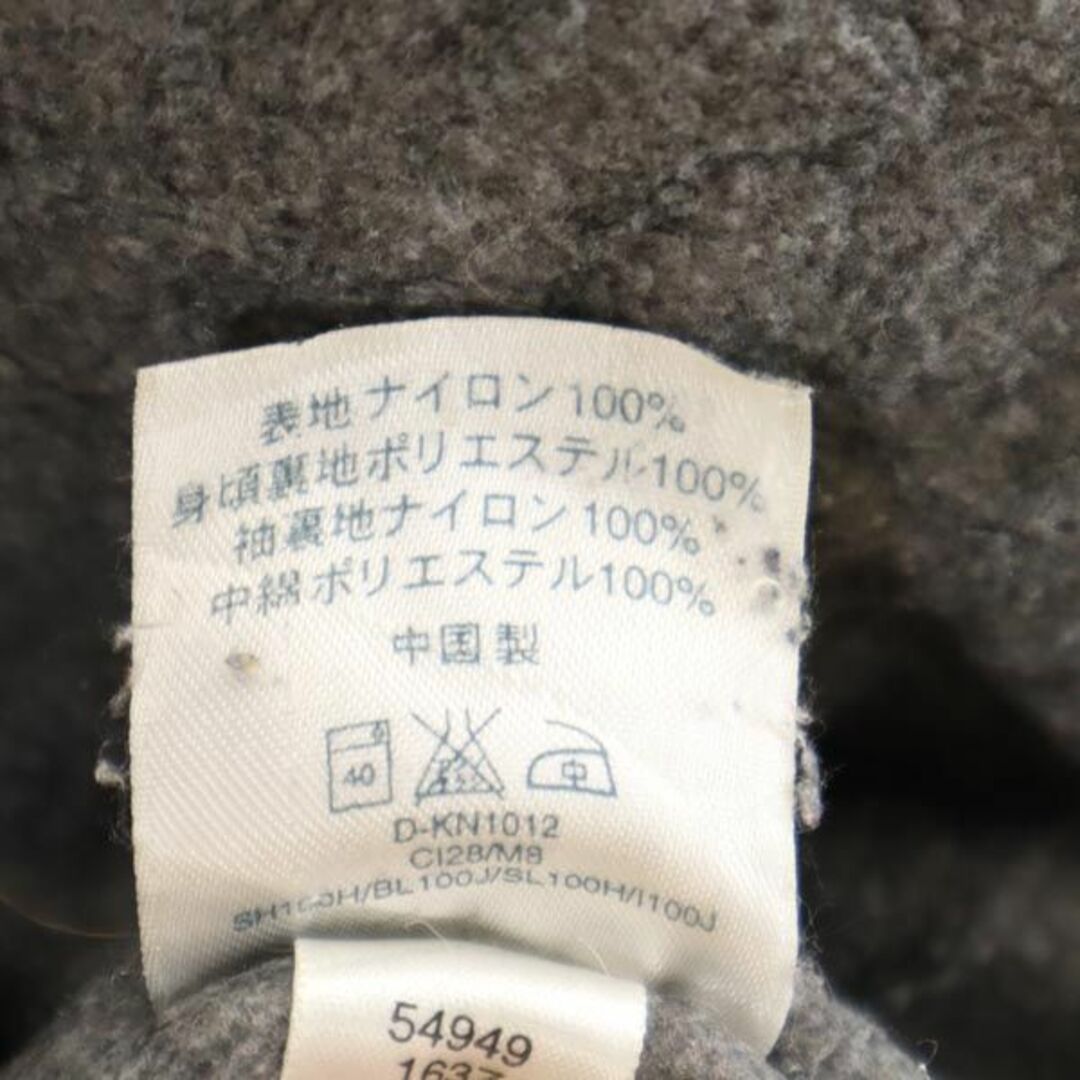 表地 ナイロン100%
身頃裏地ポリエステル100%
袖裏地ナイロン100%
中綿 ポリエステル100%
中国製
40 中
D-KN1012
CI28/M8
SH100H/BL100J/SL100H/I100J
54949
1637